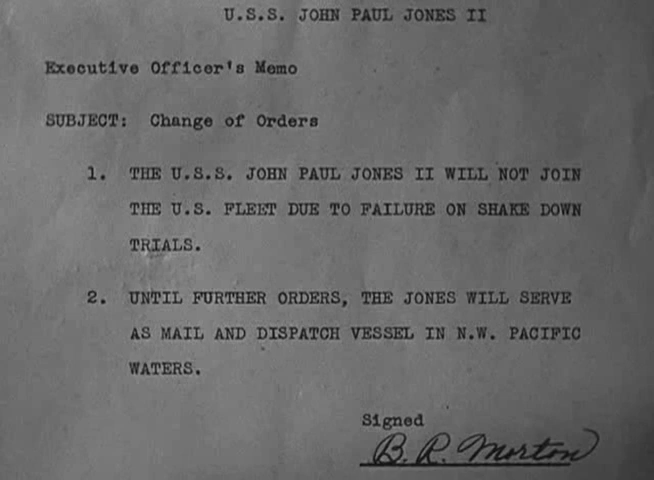 U.S.S. JOHN PAUL JONES II
Executive Officer's Memo
SUBJECT: Change of Orders
1. THE U.S.S. JOHN PAUL JONES II WILL NOT JOIN
THE U.S. FLEET DUE TO FAILURE ON SHAKE DOWN
TRIALS.
2. UNTIL FURTHER ORDERS, THE JONES WILL SERVE
AS MAIL AND DISPATCH VESSEL IN N.W. PACIFIC
WATERS.
Signed
B. R. Morton